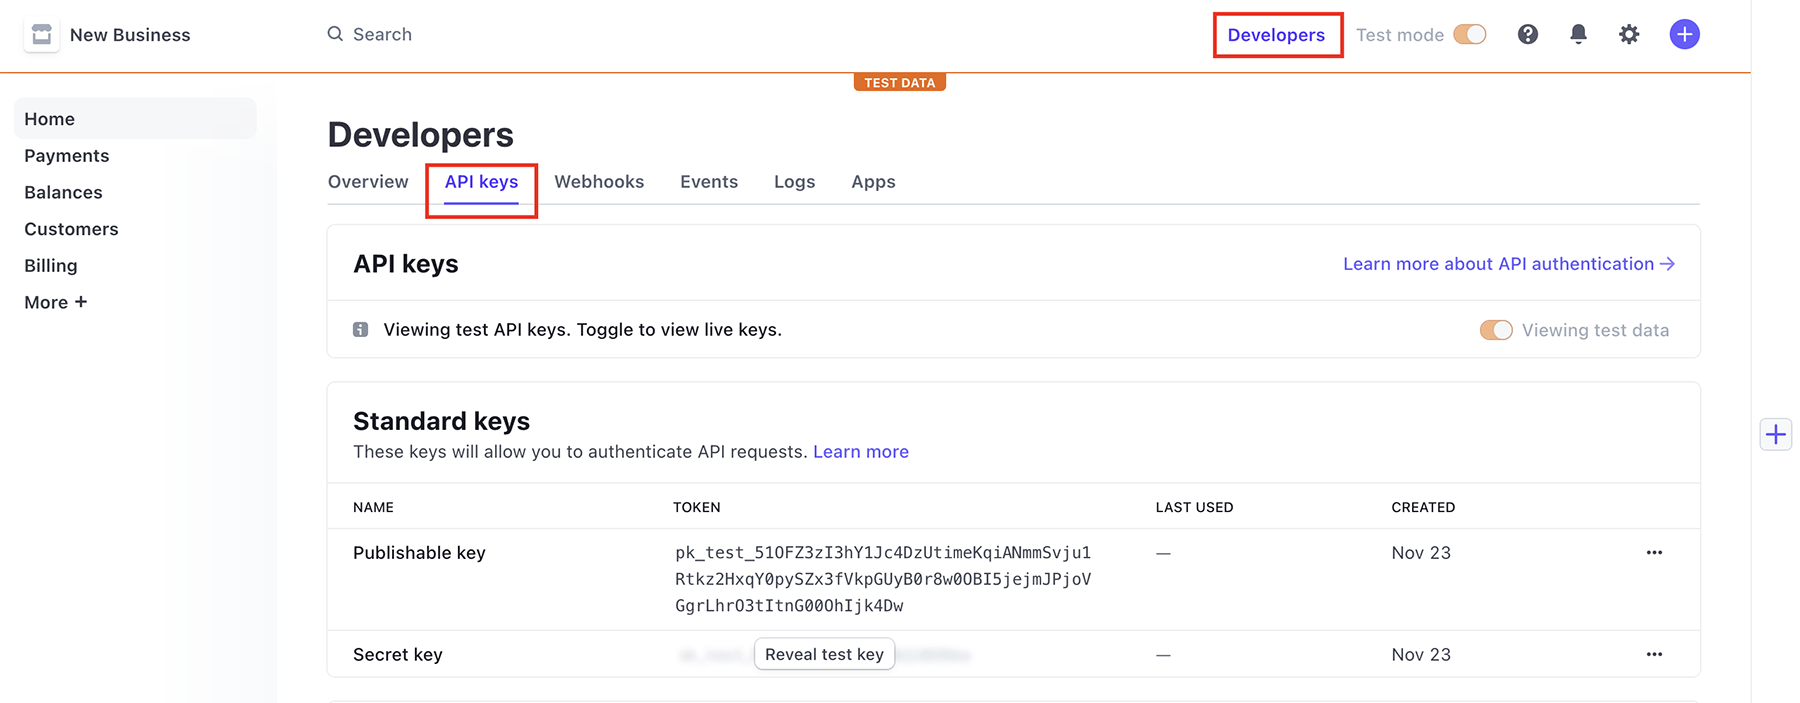 New Business
Search
Developers
Test mode
TEST DATA
Home
Payments
Balances
Customers
Billing
More +
Developers
Overview API keys Webhooks Events Logs Apps
API keys
Learn more about API authentication →
Viewing test API keys. Toggle to view live keys.
Viewing test data
Standard keys
These keys will allow you to authenticate API requests. Learn more
NAME TOKEN LAST USED CREATED
Publishable key pk_test_51OFZ3zI3hY1Jc4DzUtimeKqiANmmSvju1 — Nov 23 •••
Rtkz2HxqY0pySZx3fVkpGUyB0r8w0OBI5jejmJPjoV
GgrLhrO3tItnG00OhIjk4Dw
Secret key Reveal test key — Nov 23 •••